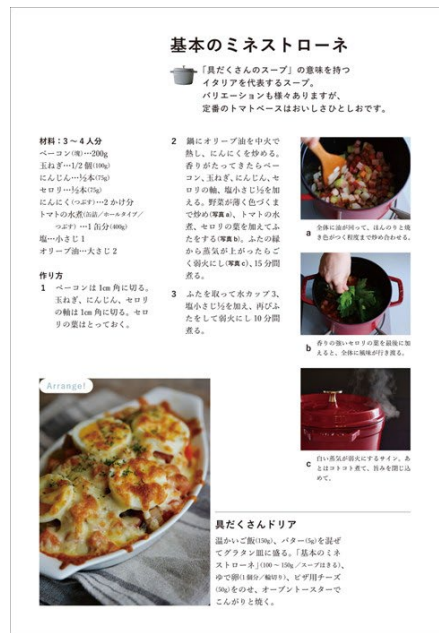 基本のミネストローネ
「具だくさんのスープ」の意味を持つ
イタリアを代表するスープ。
バリエーションも様々ありますが、
定番のトマトベースはおいしさひとしおです。
材料：3〜4人分
ベーコン(塊)…200g
玉ねぎ…1/2個(100g)
にんじん…½本(75g)
セロリ…½本(75g)
にんにく(つぶす)…2かけ分
トマトの水煮(缶詰／ホールタイプ／
つぶす)…1缶分(400g)
塩…小さじ1
オリーブ油…大さじ2
作り方
1 ベーコンは1cm角に切る。
玉ねぎ、にんじん、セロリ
の軸は1cm角に切る。セロ
リの葉はとっておく。
2 鍋にオリーブ油を中火で
熱し、にんにくを炒める。
香りがたってきたらベー
コン、玉ねぎ、にんじん、セ
ロリの軸、塩小さじ½を加
える。野菜が薄く色づくま
で炒め(写真a)、トマトの水
煮、セロリの葉を加えてふ
たをする(写真b)。ふたの縁
から蒸気が上がったらご
く弱火にし(写真c)、15分間
煮る。
3 ふたを取って水カップ3、
塩小さじ½を加え、再びふ
たをして弱火にし10分間
煮る。
a 全体に油が回って、ほんのりと焼
き色がつく程度まで炒め合わせる。
b 香りの強いセロリの葉を最後に加
えると、全体に風味が行き渡る。
c 白い蒸気が弱火にするサイン。あ
とはコトコト煮て、旨みを閉じ込
めて。
Arrange!
具だくさんドリア
温かいご飯(150g)、バター(5g)を混ぜ
てグラタン皿に盛る。「基本のミネ
ストローネ」(100〜150g／スープはきる)、
ゆで卵(1個分／輪切り)、ピザ用チーズ
(50g)をのせ、オーブントースターで
こんがりと焼く。